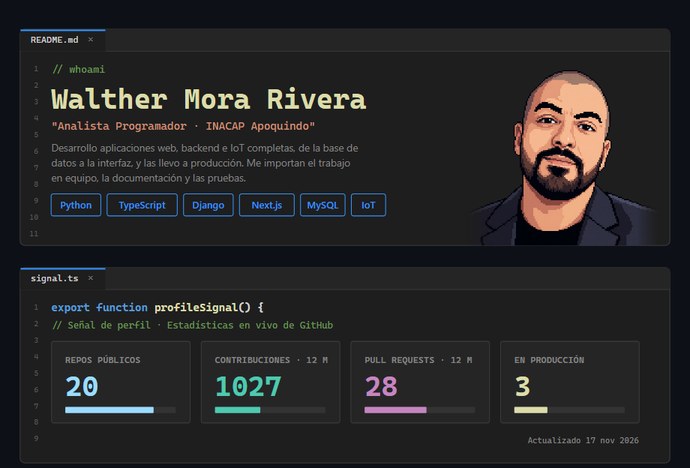 README.md ×
1 // whoami
2
3 Walther Mora Rivera
4
5 "Analista Programador · INACAP Apoquindo"
6 Desarrollo aplicaciones web, backend e IoT completas, de la base de
7 datos a la interfaz, y las llevo a producción. Me importan el trabajo
8 en equipo, la documentación y las pruebas.
9
10 Python TypeScript Django Next.js MySQL IoT
11
signal.ts ×
1 export function profileSignal() {
2 // Señal de perfil · Estadísticas en vivo de GitHub
3
4 REPOS PÚBLICOS CONTRIBUCIONES · 12 M PULL REQUESTS · 12 M EN PRODUCCIÓN
5
6 20 1027 28 3
7
8
9 Actualizado 17 nov 2026